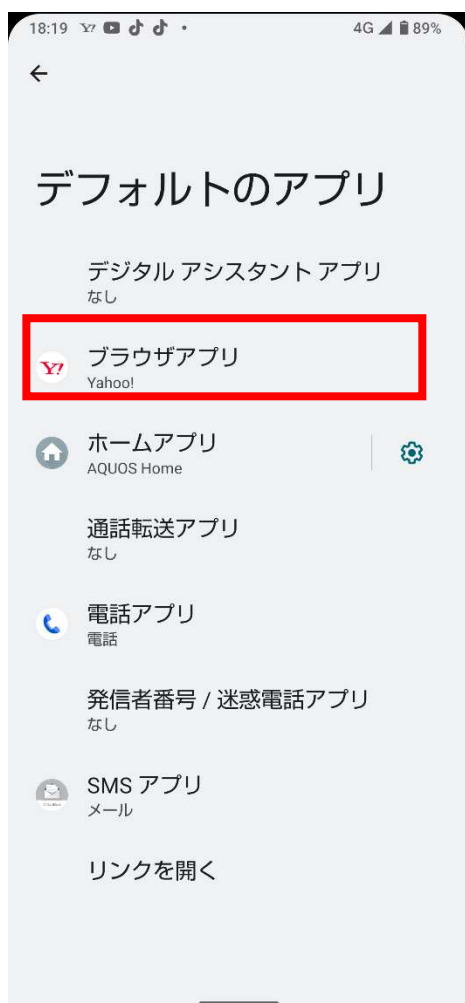 18:19 Y! 4G 89%
デフォルトのアプリ
デジタル アシスタント アプリ
なし
Y!
ブラウザアプリ
Yahoo!
ホームアプリ
AQUOS Home
通話転送アプリ
なし
電話アプリ
電話
発信者番号 / 迷惑電話アプリ
なし
SMS アプリ
メール
リンクを開く